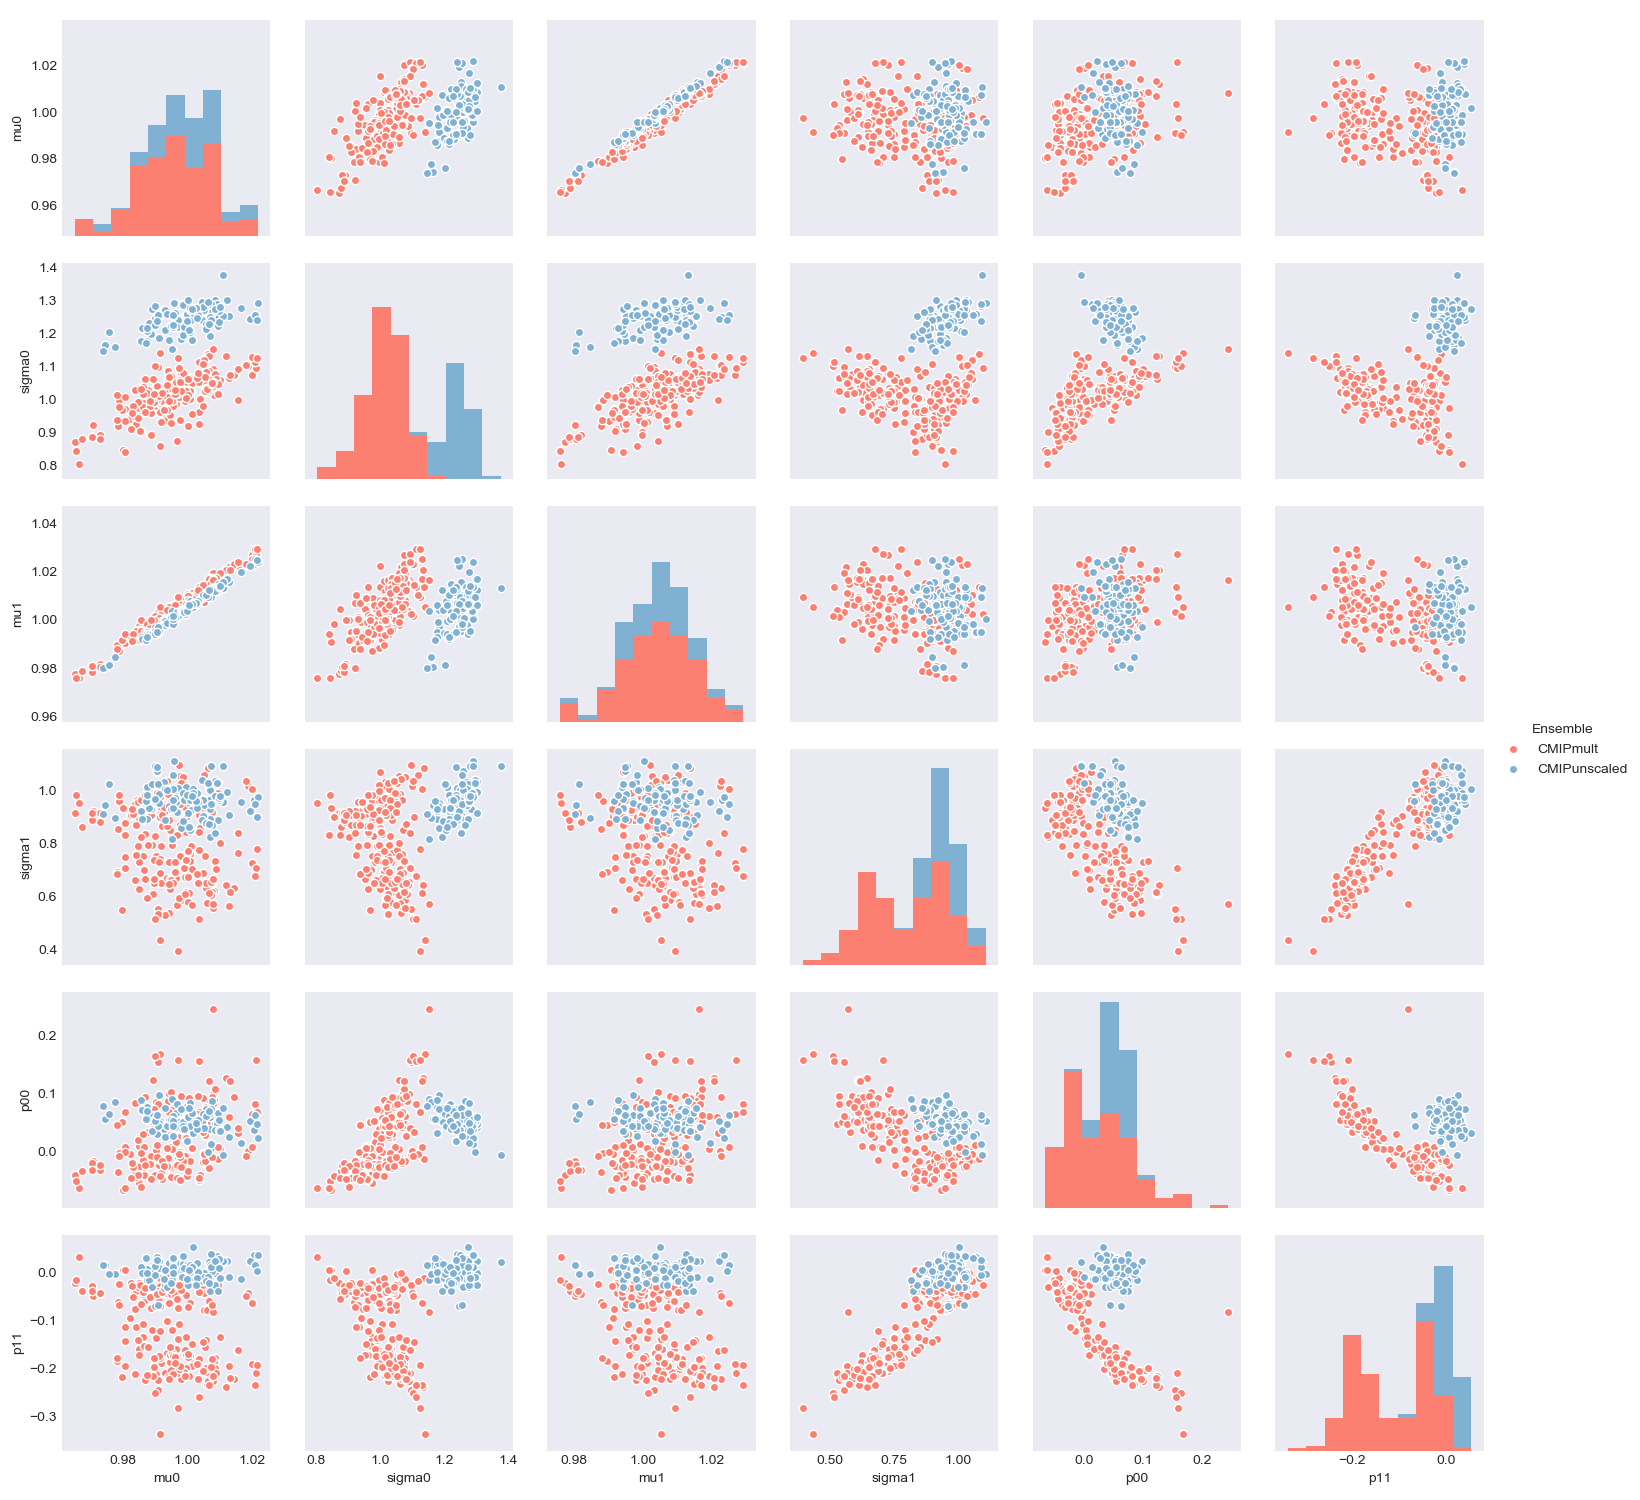 mu0
1.02
1.00
0.98
0.96
sigma0
1.4
1.3
1.2
1.1
1.0
0.9
0.8
mu1
1.04
1.02
1.00
0.98
0.96
Ensemble
CMIPmult
CMIPunscaled
sigma1
1.0
0.8
0.6
0.4
p00
0.2
0.1
0.0
p11
0.0
−0.1
−0.2
−0.3
0.98 1.00 1.02 0.8 1.0 1.2 1.4 0.98 1.00 1.02 0.50 0.75 1.00 0.0 0.1 0.2 −0.2 0.0
mu0 sigma0 mu1 sigma1 p00 p11